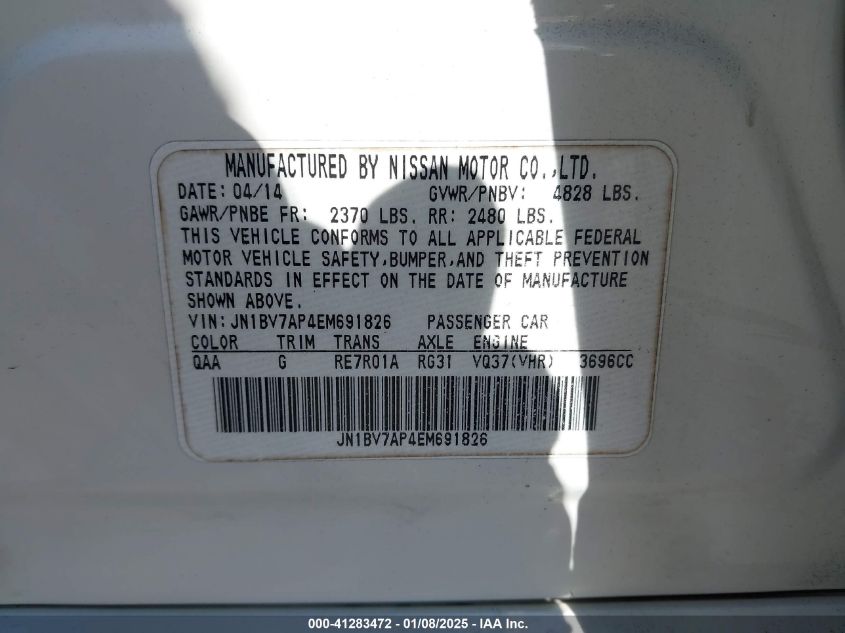 MANUFACTURED BY NISSAN MOTOR CO.,LTD.
DATE: 04/14 GVWR/PNBV: 4828 LBS.
GAWR/PNBE FR: 2370 LBS. RR: 2480 LBS.
THIS VEHICLE CONFORMS TO ALL APPLICABLE FEDERAL
MOTOR VEHICLE SAFETY,BUMPER,AND THEFT PREVENTION
STANDARDS IN EFFECT ON THE DATE OF MANUFACTURE
SHOWN ABOVE.
VIN: JN1BV7AP4EM691826 PASSENGER CAR
COLOR TRIM TRANS AXLE ENGINE
QAA G RE7R01A RG31 VQ37(VHR) 3696CC
JN1BV7AP4EM691826
000-41283472 — 01/08/2025 — IAA Inc.